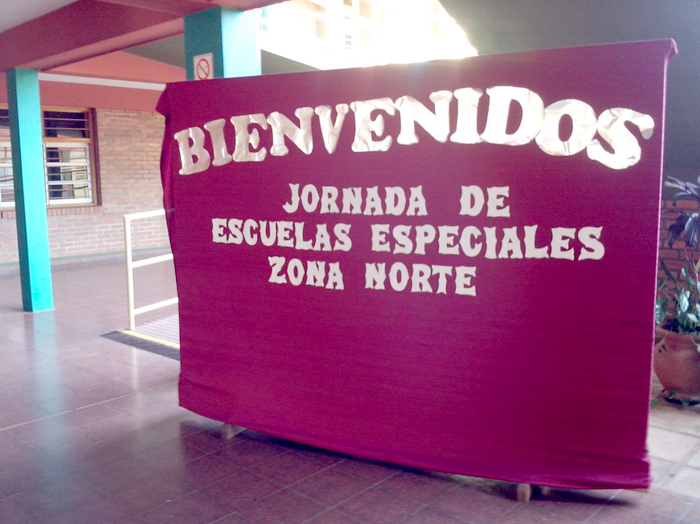 BIENVENIDOS
JORNADA DE
ESCUELAS ESPECIALES
ZONA NORTE